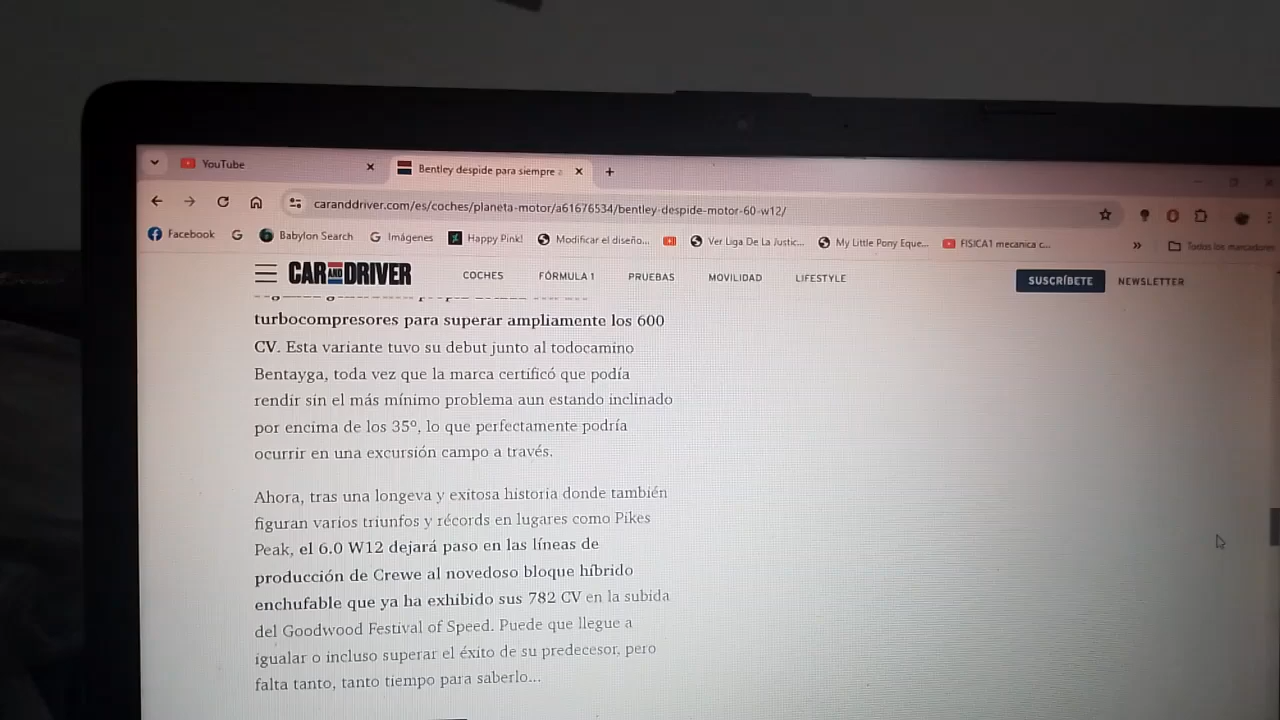 YouTube
Bentley despide para siempre a
caranddriver.com/es/coches/planeta-motor/a61676534/bentley-despide-motor-60-w12/
Facebook
Babylon Search
Imágenes
Happy Pink!
Modificar el diseño...
Ver Liga De La Justic...
My Little Pony Eque...
FISICA1 mecanica c...
»
Todos los marcadores
CAR AND DRIVER
COCHES
FÓRMULA 1
PRUEBAS
MOVILIDAD
LIFESTYLE
SUSCRÍBETE
NEWSLETTER
turbocompresores para superar ampliamente los 600
CV. Esta variante tuvo su debut junto al todocamino
Bentayga, toda vez que la marca certificó que podía
rendir sin el más mínimo problema aun estando inclinado
por encima de los 35º, lo que perfectamente podría
ocurrir en una excursión campo a través.
Ahora, tras una longeva y exitosa historia donde también
figuran varios triunfos y récords en lugares como Pikes
Peak, el 6.0 W12 dejará paso en las líneas de
producción de Crewe al novedoso bloque híbrido
enchufable que ya ha exhibido sus 782 CV en la subida
del Goodwood Festival of Speed. Puede que llegue a
igualar o incluso superar el éxito de su predecesor, pero
falta tanto, tanto tiempo para saberlo...